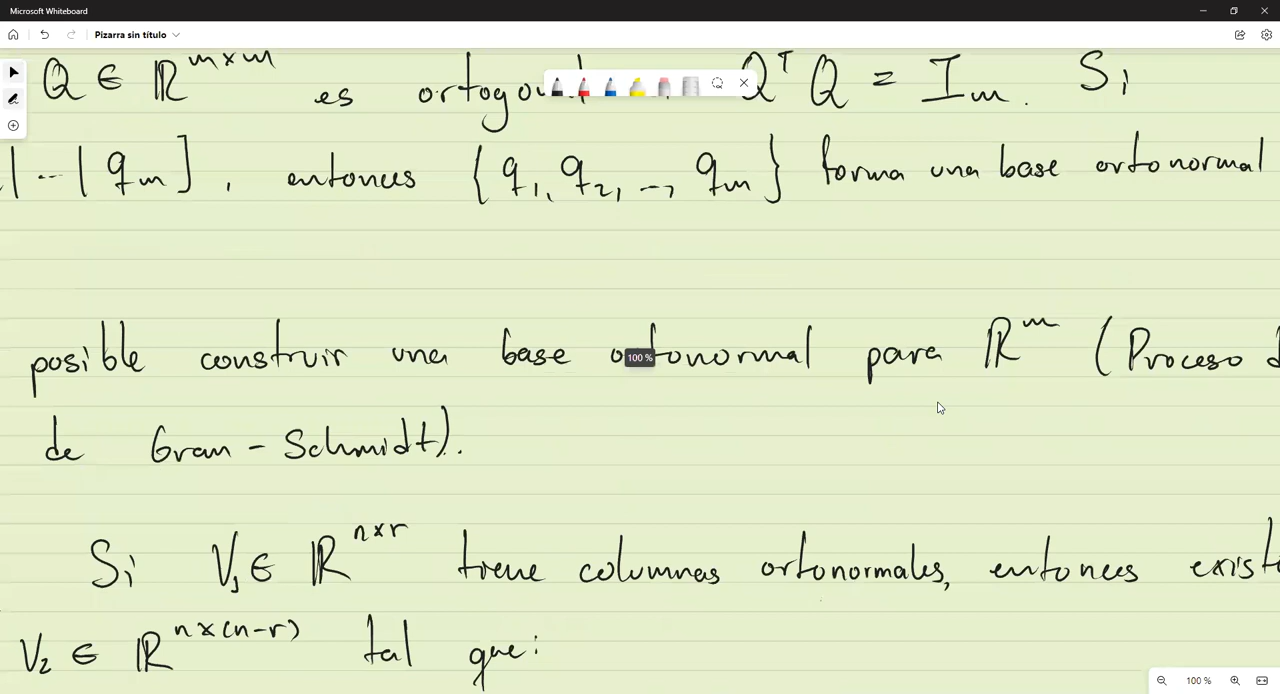 Microsoft Whiteboard
Pizarra sin título
Q ∈ ℝ^{m×m} es Q^T Q = I_m. Si
|...| q_m], entonces {q_1, q_2, ..., q_m} forma una base ortonormal
posible construir una base ortonormal para ℝ^m (Proceso
100 %
de Gram - Schmidt).
Si V_1 ∈ ℝ^{n×r} tiene columnas ortonormales, entonces existe
V_2 ∈ ℝ^{n×(n-r)} tal que:
100 %